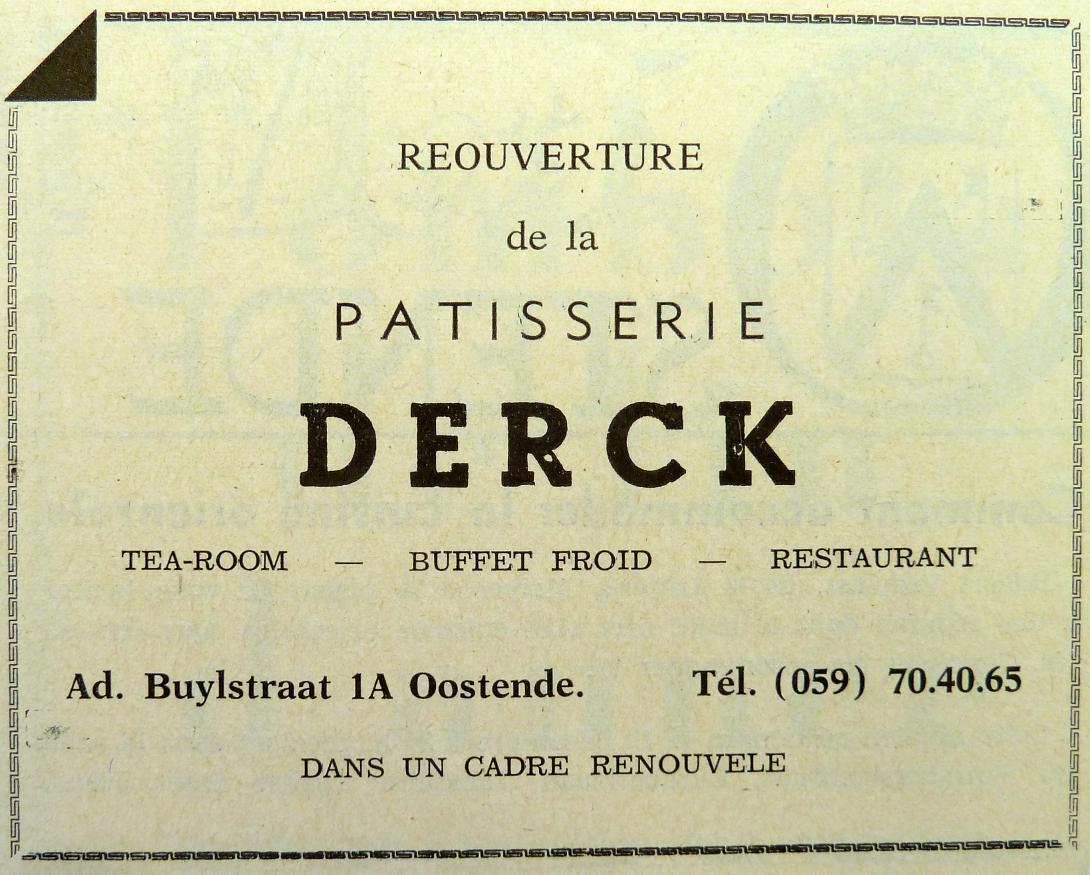 REOUVERTURE
de la
PATISSERIE
DERCK
TEA-ROOM — BUFFET FROID — RESTAURANT
Ad. Buylstraat 1A Oostende. Tél. (059) 70.40.65
DANS UN CADRE RENOUVELE